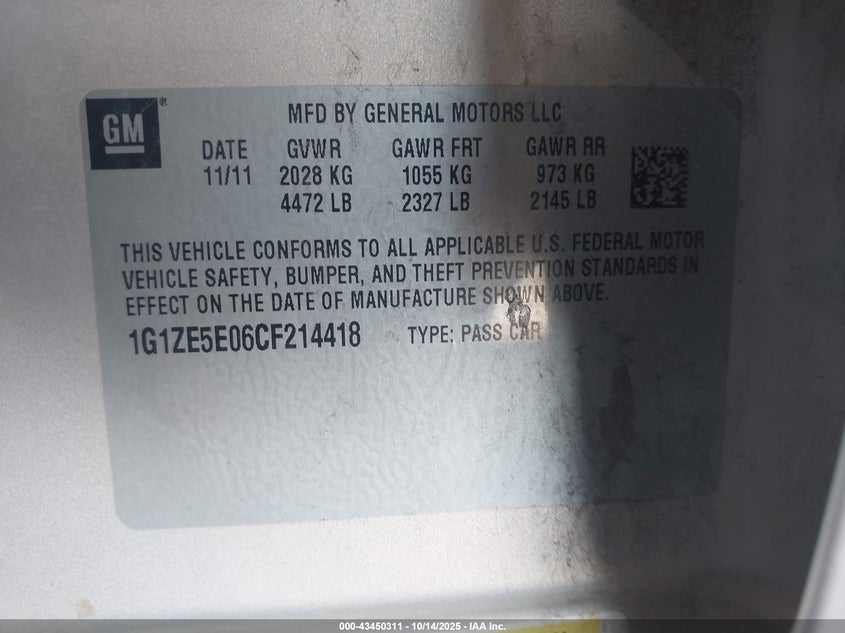 GM
MFD BY GENERAL MOTORS LLC
DATE GVWR GAWR FRT GAWR RR
11/11 2028 KG 1055 KG 973 KG
4472 LB 2327 LB 2145 LB
THIS VEHICLE CONFORMS TO ALL APPLICABLE U.S. FEDERAL MOTOR
VEHICLE SAFETY, BUMPER, AND THEFT PREVENTION STANDARDS IN
EFFECT ON THE DATE OF MANUFACTURE SHOWN ABOVE.
1G1ZE5E06CF214418 TYPE: PASS CAR
000-43450311 - 10/14/2025 - IAA Inc.